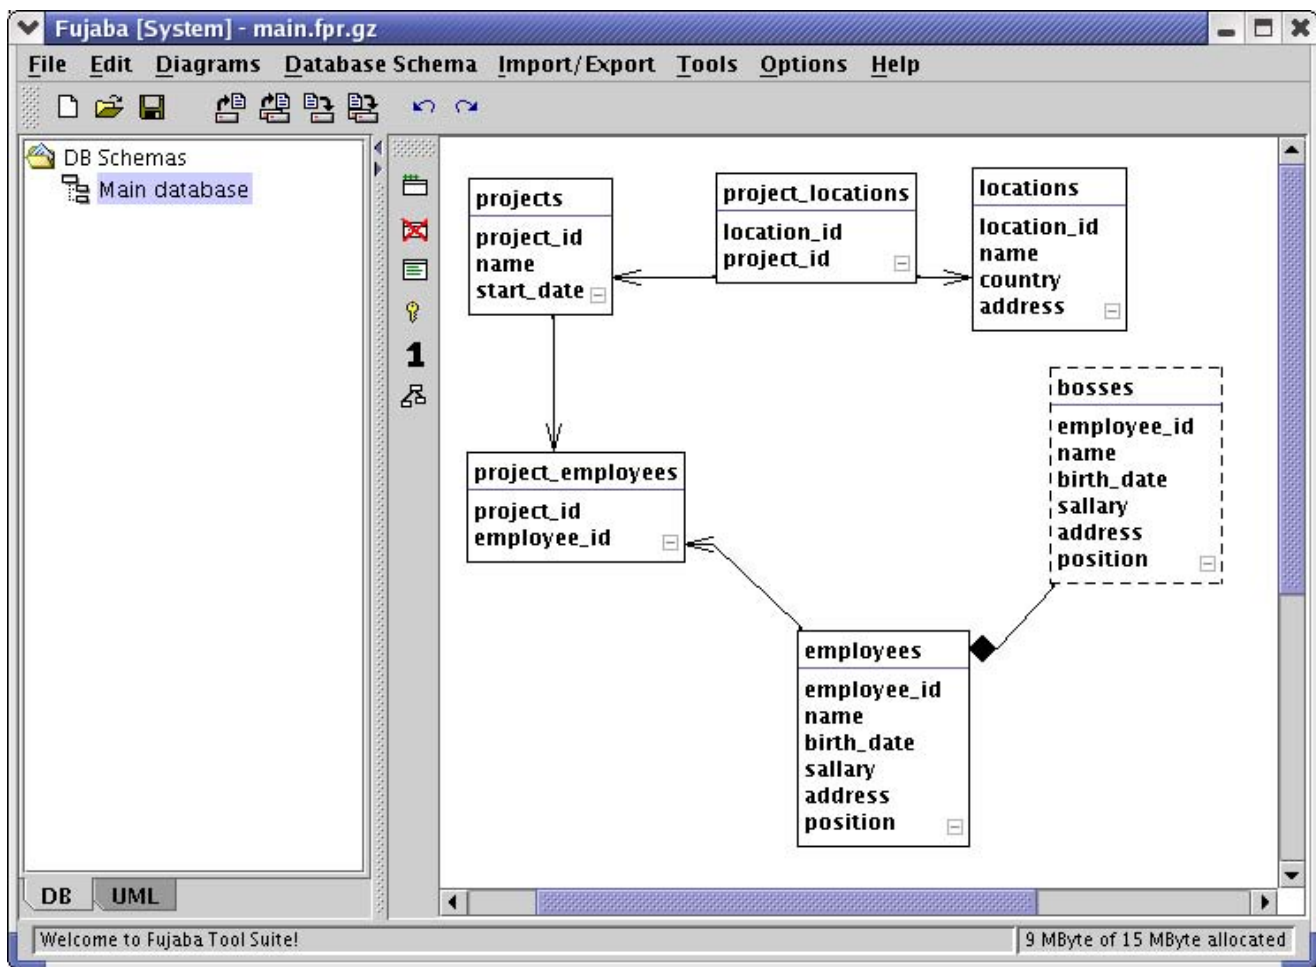 Fujaba [System] - main.fpr.gz
File Edit Diagrams Database Schema Import/Export Tools Options Help
DB Schemas
Main database
DB UML
1
projects
project_id
name
start_date
project_locations
location_id
project_id
locations
location_id
name
country
address
bosses
employee_id
name
birth_date
sallary
address
position
project_employees
project_id
employee_id
employees
employee_id
name
birth_date
sallary
address
position
Welcome to Fujaba Tool Suite!
9 MByte of 15 MByte allocated